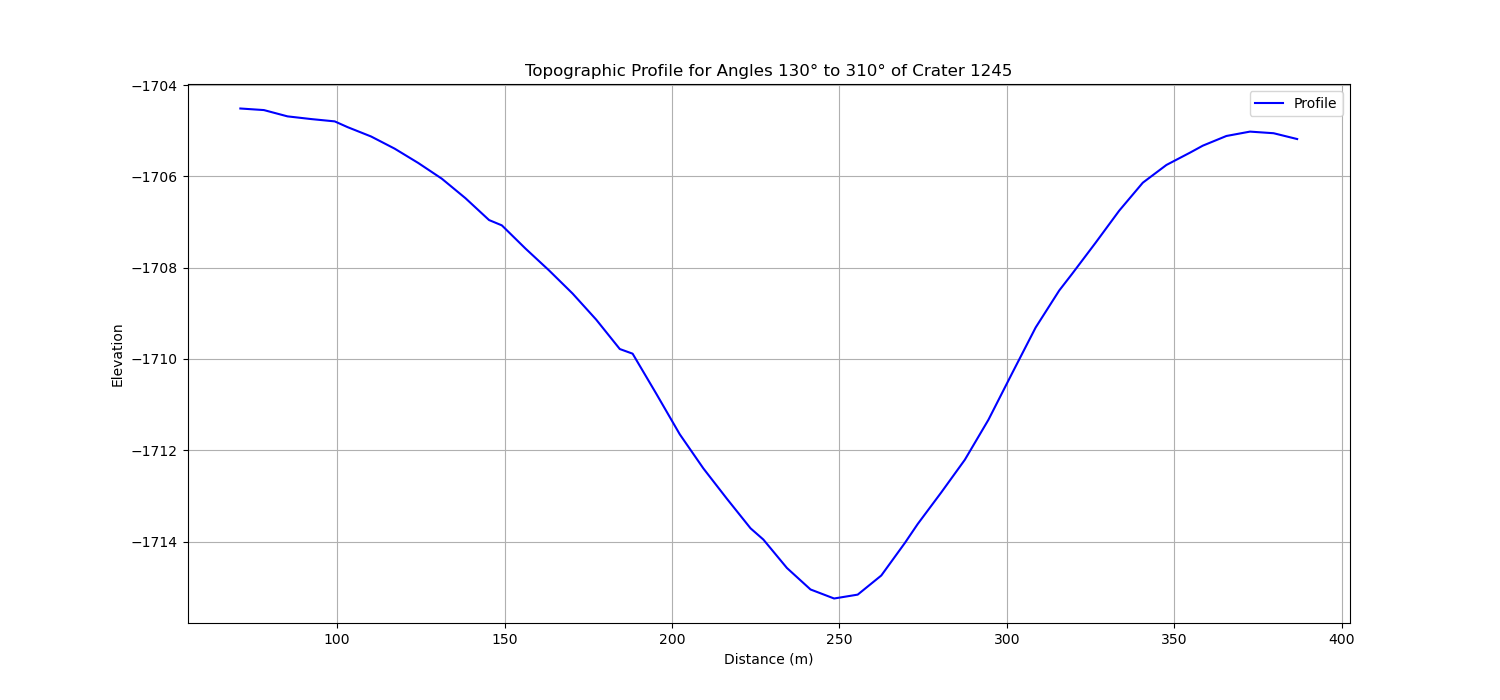 Topographic Profile for Angles 130° to 310° of Crater 1245
Profile
Elevation
−1704
−1706
−1708
−1710
−1712
−1714
100 150 200 250 300 350 400
Distance (m)